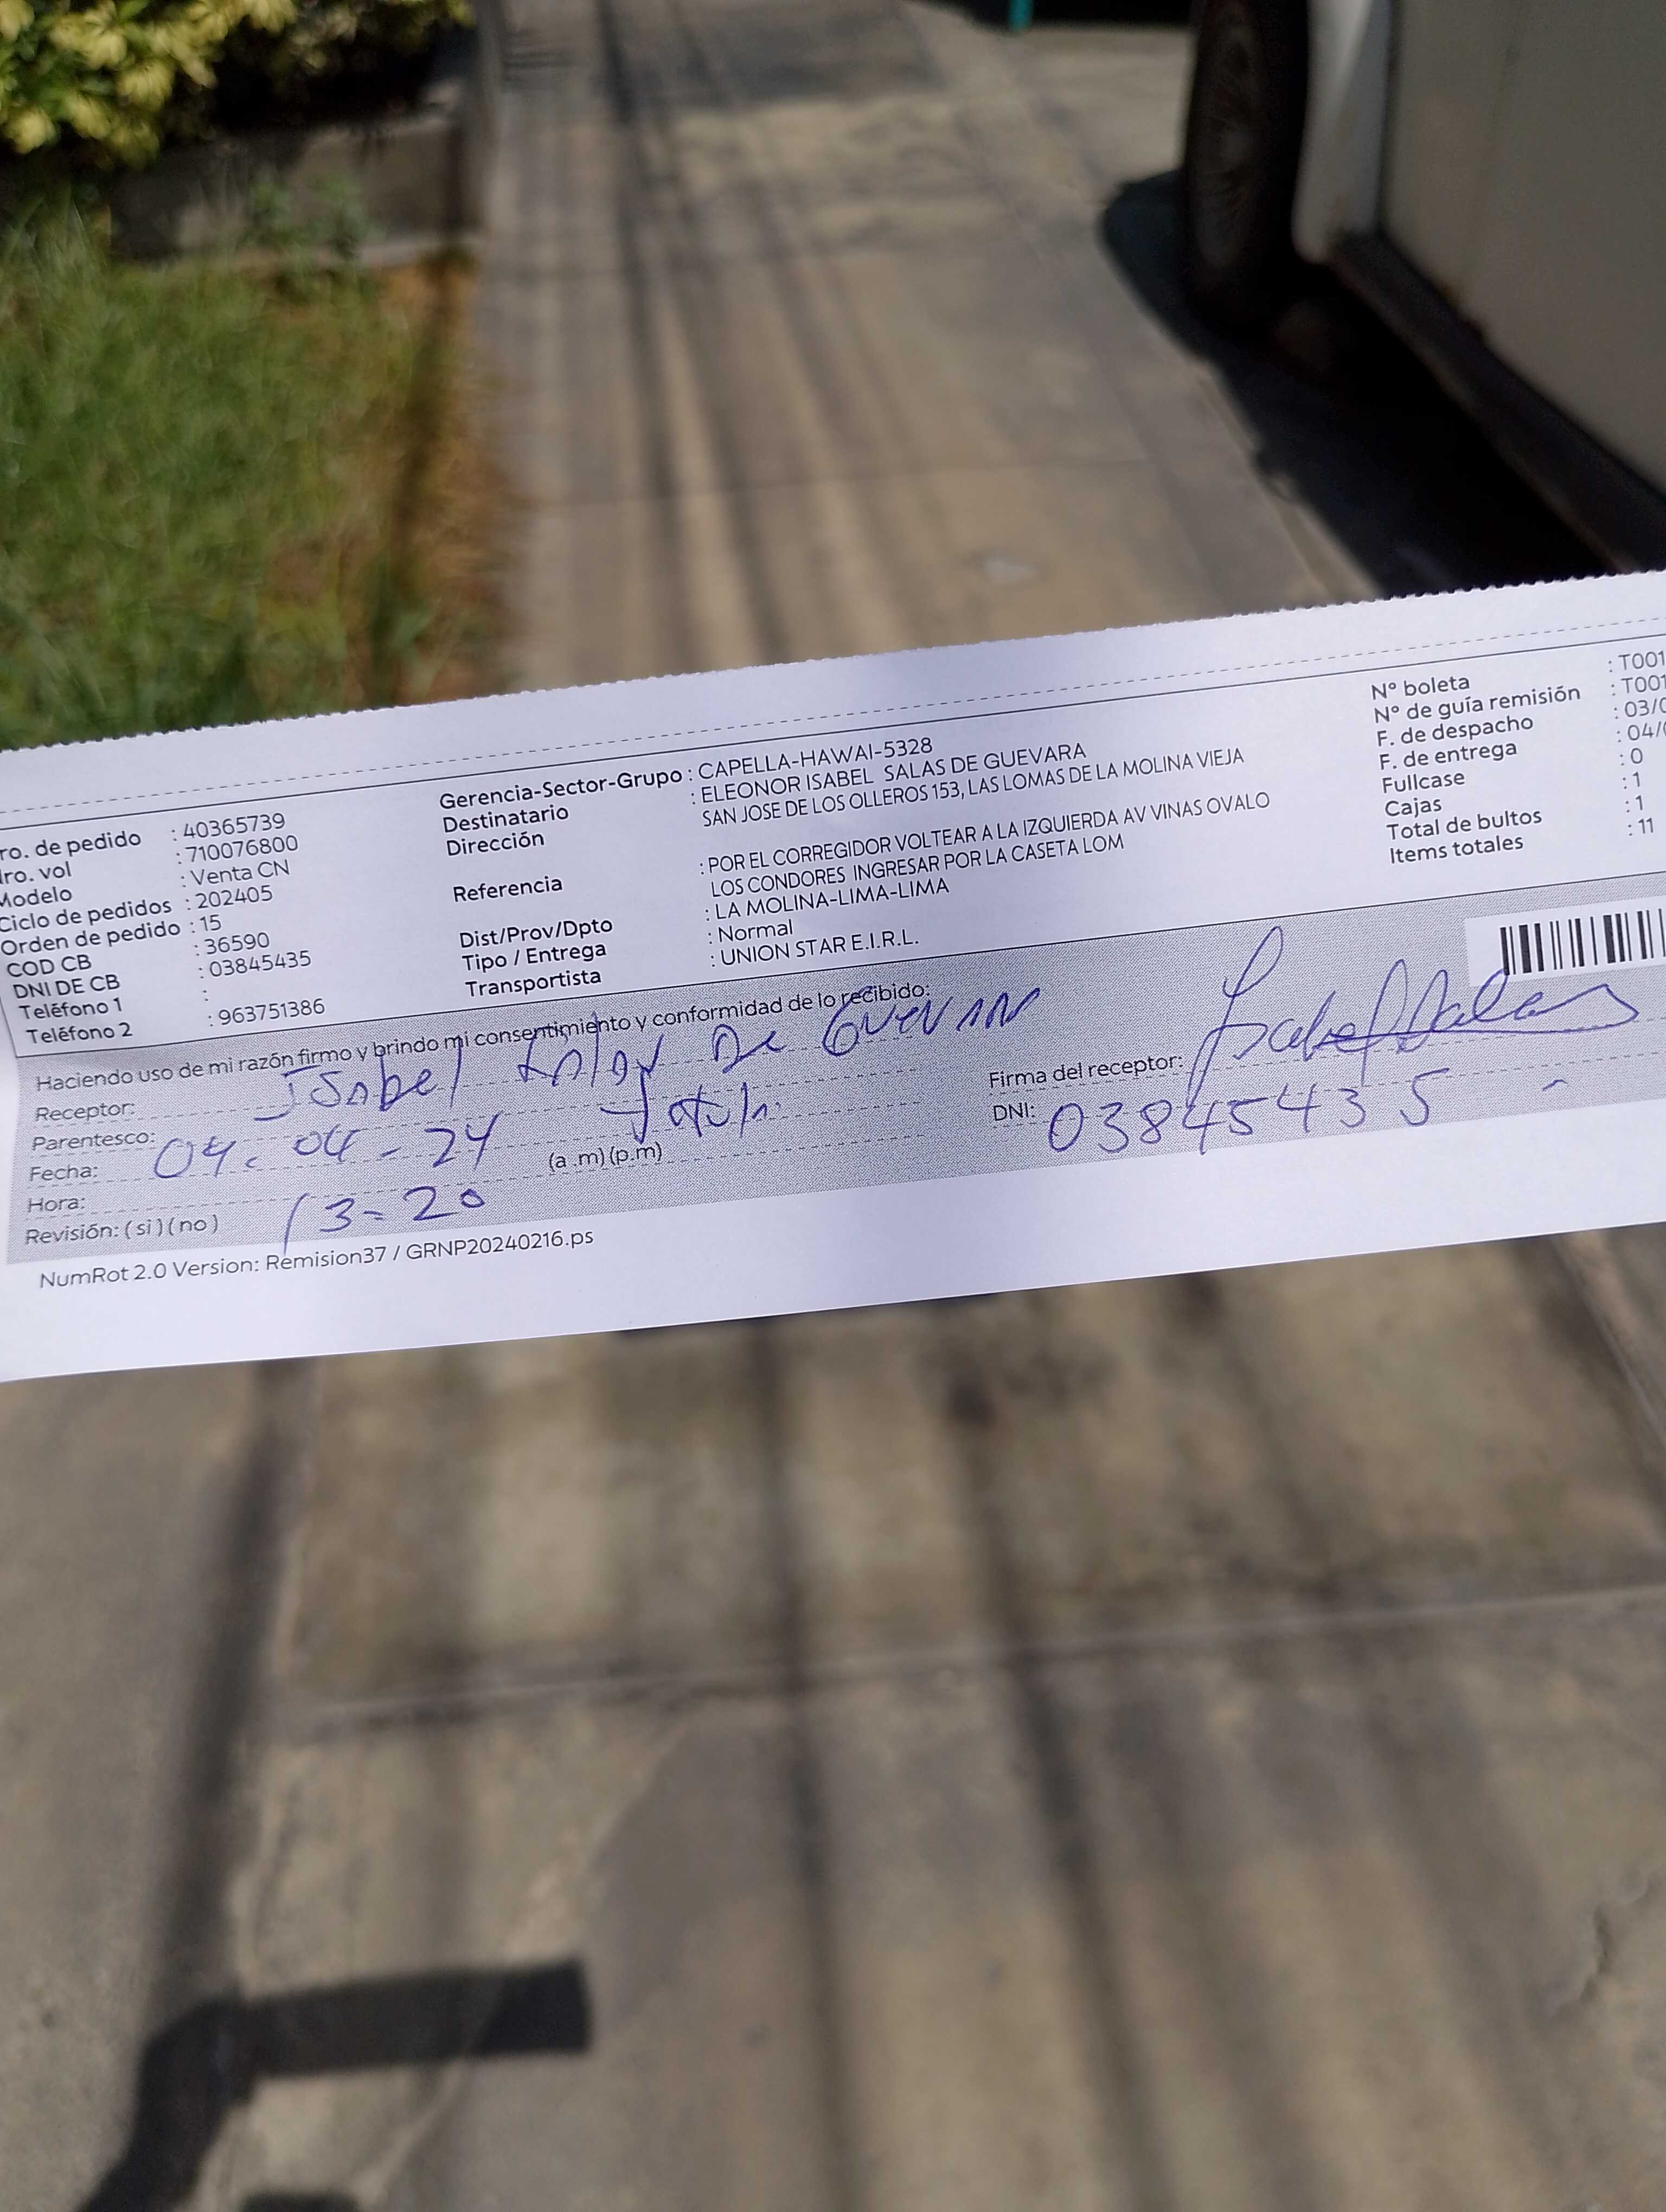 ro. de pedido : 40365739
ro. vol : 710076800
Modelo : Venta CN
Ciclo de pedidos : 202405
Orden de pedido : 15
COD CB : 36590
DNI DE CB : 03845435
Teléfono 1 :
Teléfono 2 : 963751386
Gerencia-Sector-Grupo : CAPELLA-HAWAI-5328
Destinatario : ELEONOR ISABEL SALAS DE GUEVARA
Dirección SAN JOSE DE LOS OLLEROS 153, LAS LOMAS DE LA MOLINA VIEJA
Referencia : POR EL CORREGIDOR VOLTEAR A LA IZQUIERDA AV VINAS OVALO
LOS CONDORES INGRESAR POR LA CASETA LOM
Dist/Prov/Dpto : LA MOLINA-LIMA-LIMA
Tipo / Entrega : Normal
Transportista : UNION STAR E.I.R.L.
Nº boleta : T001
Nº de guía remisión : T001
F. de despacho : 03/0
F. de entrega : 04/0
Fullcase : 0
Cajas : 1
Total de bultos : 1
Items totales : 11
Haciendo uso de mi razón firmo y brindo mi consentimiento y conformidad de lo recibido:
Receptor: Isabel Salas De Guevara
Parentesco:
Fecha: 04-04-24
Hora: 13-20 (a.m) (p.m)
Revisión: ( si ) ( no )
Firma del receptor: Isabel Salas
DNI: 03845435
NumRot 2.0 Version: Remision37 / GRNP20240216.ps